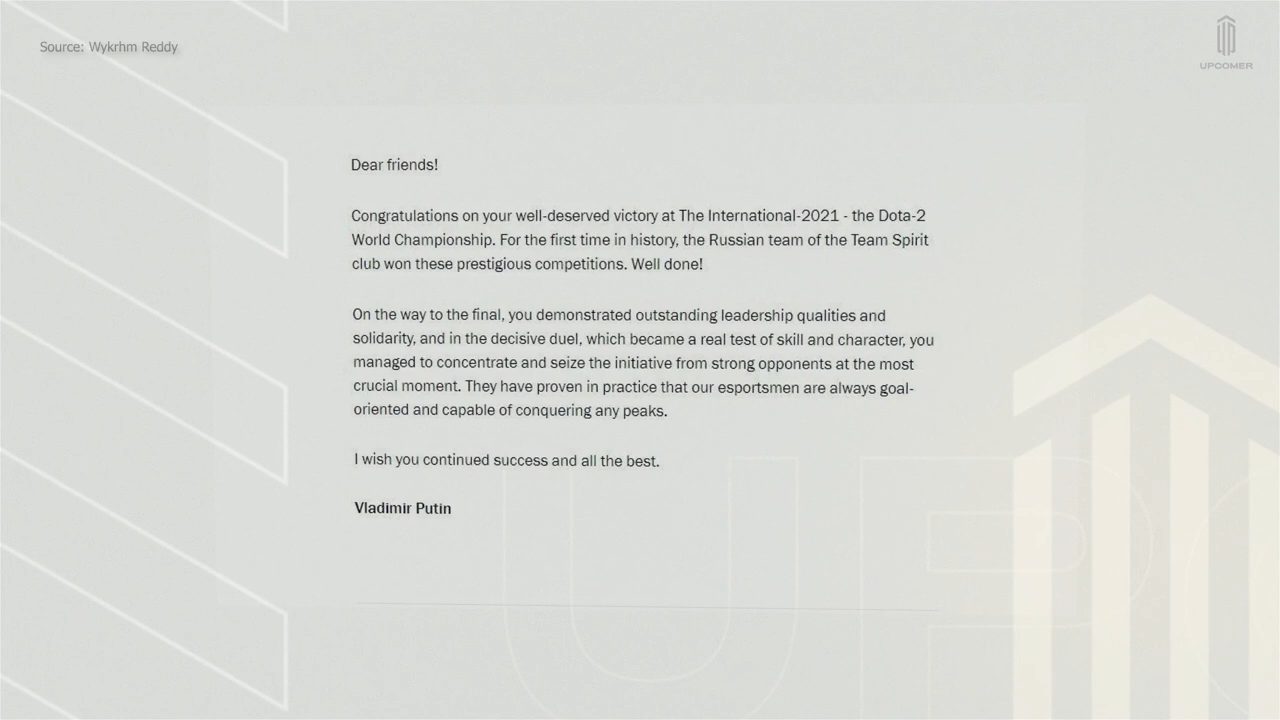 Source: Wykrhm Reddy
UPCOMER
Dear friends!
Congratulations on your well-deserved victory at The International-2021 - the Dota-2
World Championship. For the first time in history, the Russian team of the Team Spirit
club won these prestigious competitions. Well done!
On the way to the final, you demonstrated outstanding leadership qualities and
solidarity, and in the decisive duel, which became a real test of skill and character, you
managed to concentrate and seize the initiative from strong opponents at the most
crucial moment. They have proven in practice that our esportsmen are always goal-
oriented and capable of conquering any peaks.
I wish you continued success and all the best.
Vladimir Putin
UPC